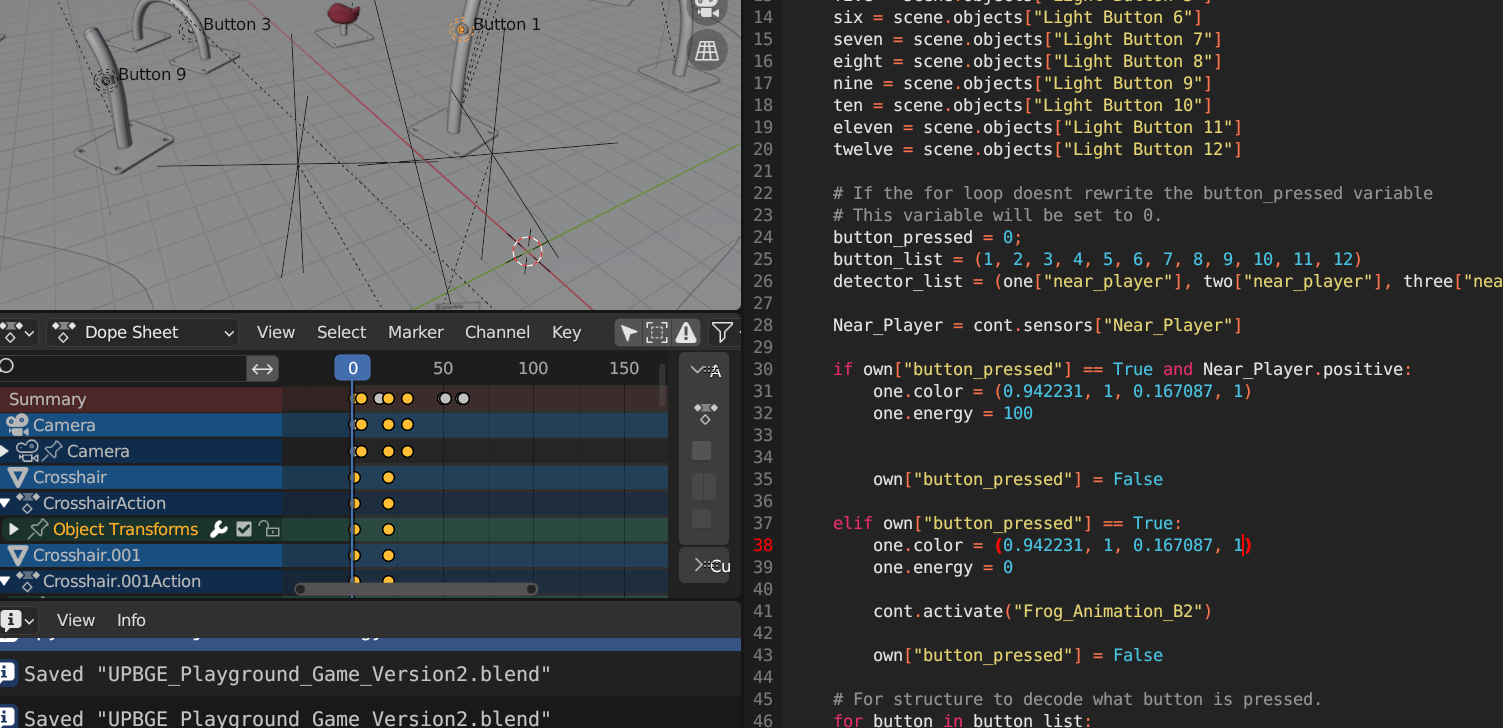 Button 3
Button 1
Button 9
Dope Sheet View Select Marker Channel Key
0 50 100 150
Summary
Camera
Camera
Crosshair
CrosshairAction
Object Transforms
Crosshair.001
Crosshair.001Action
A
Cu
View Info
Saved "UPBGE_Playground_Game_Version2.blend"
Saved "UPBGE_Playground_Game_Version2.blend"
14 six = scene.objects["Light Button 6"]
15 seven = scene.objects["Light Button 7"]
16 eight = scene.objects["Light Button 8"]
17 nine = scene.objects["Light Button 9"]
18 ten = scene.objects["Light Button 10"]
19 eleven = scene.objects["Light Button 11"]
20 twelve = scene.objects["Light Button 12"]
21
22 # If the for loop doesnt rewrite the button_pressed variable
23 # This variable will be set to 0.
24 button_pressed = 0;
25 button_list = (1, 2, 3, 4, 5, 6, 7, 8, 9, 10, 11, 12)
26 detector_list = (one["near_player"], two["near_player"], three["nea
27
28 Near_Player = cont.sensors["Near_Player"]
29
30 if own["button_pressed"] == True and Near_Player.positive:
31 one.color = (0.942231, 1, 0.167087, 1)
32 one.energy = 100
33
34
35 own["button_pressed"] = False
36
37 elif own["button_pressed"] == True:
38 one.color = (0.942231, 1, 0.167087, 1)
39 one.energy = 0
40
41 cont.activate("Frog_Animation_B2")
42
43 own["button_pressed"] = False
44
45 # For structure to decode what button is pressed.
46 for button in button_list: